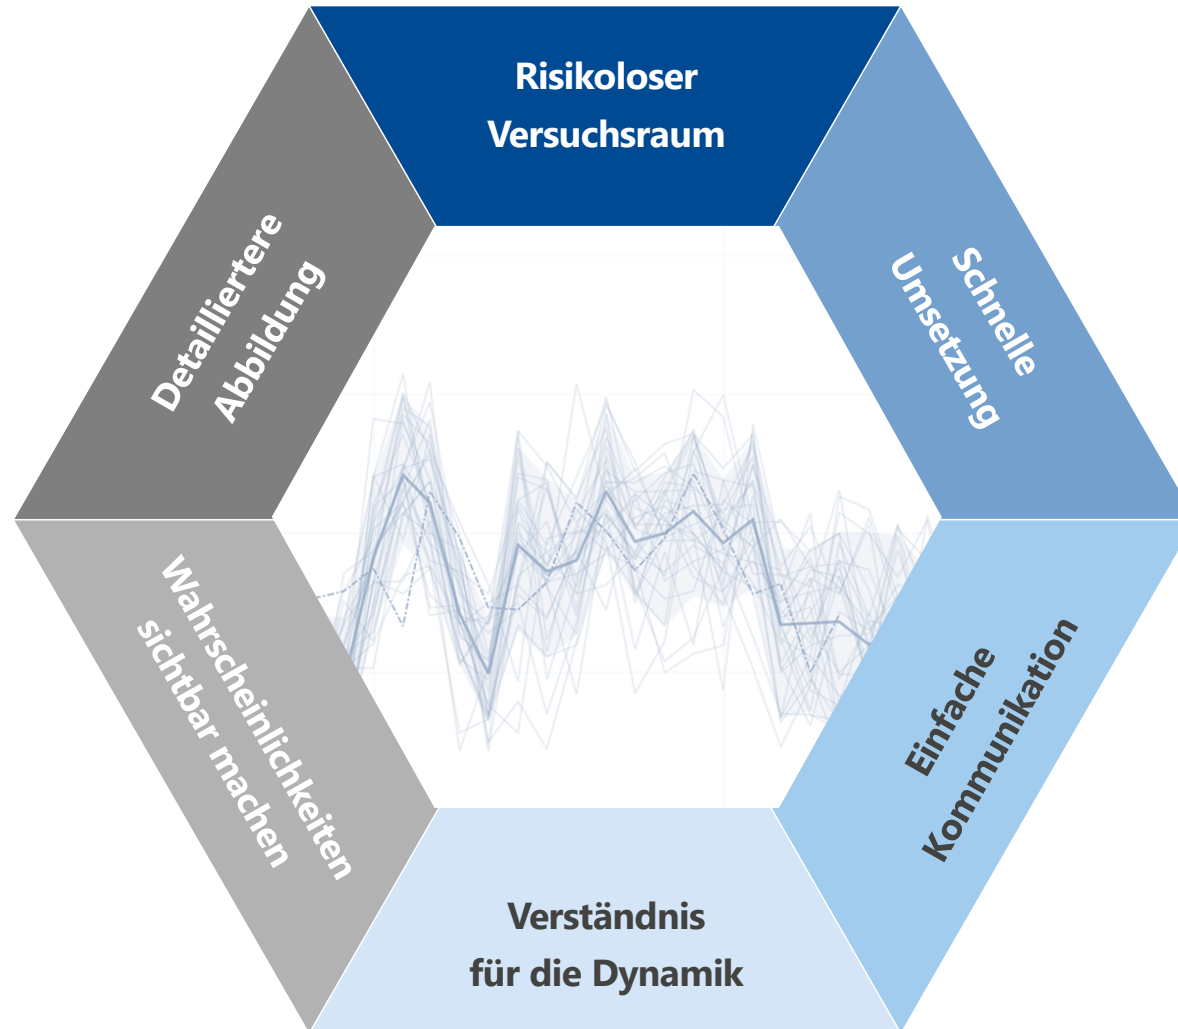 Risikoloser
Versuchsraum
Schnelle
Umsetzung
Einfache
Kommunikation
Verständnis
für die Dynamik
Wahrscheinlichkeiten
sichtbar machen
Detailliertere
Abbildung